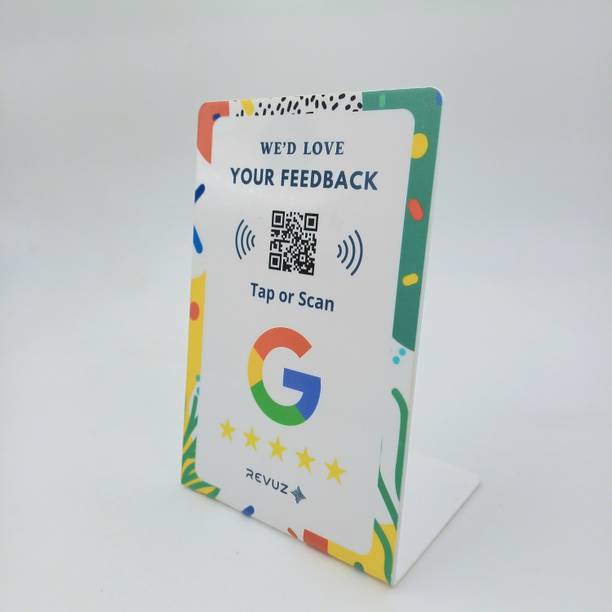 WE'D LOVE
YOUR FEEDBACK
Tap or Scan
G
REVUZ